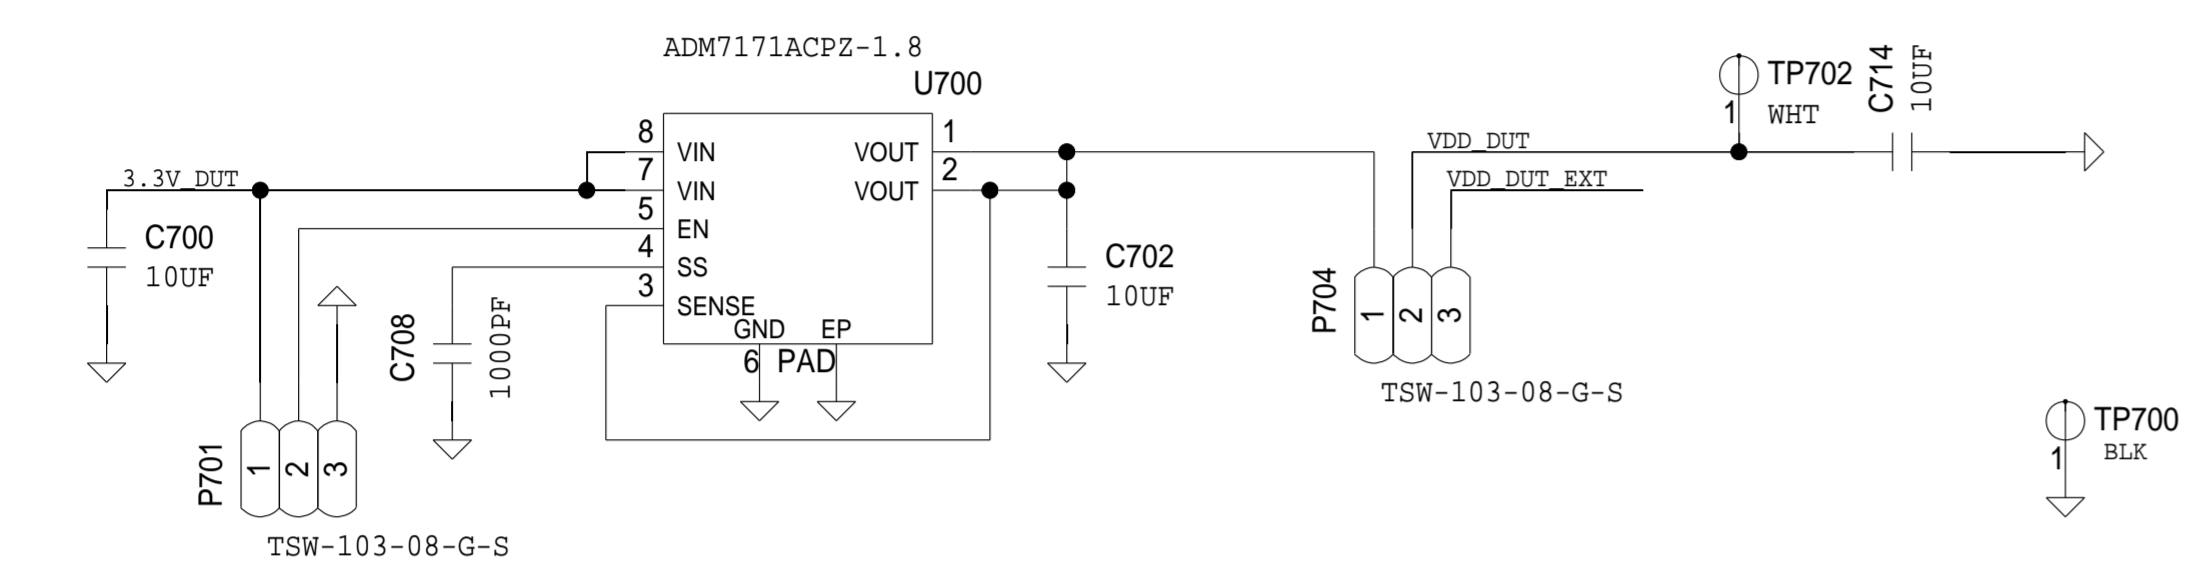 ADM7171ACPZ-1.8
U700
3.3V_DUT
C700
10UF
P701
1
2
3
TSW-103-08-G-S
C708
1000PF
8
VIN
7
VIN
5
EN
4
SS
3
SENSE
GND
EP
6
PAD
VOUT
1
VOUT
2
C702
10UF
P704
1
2
3
TSW-103-08-G-S
VDD_DUT
VDD_DUT_EXT
TP702
1
WHT
C714
10UF
TP700
1
BLK